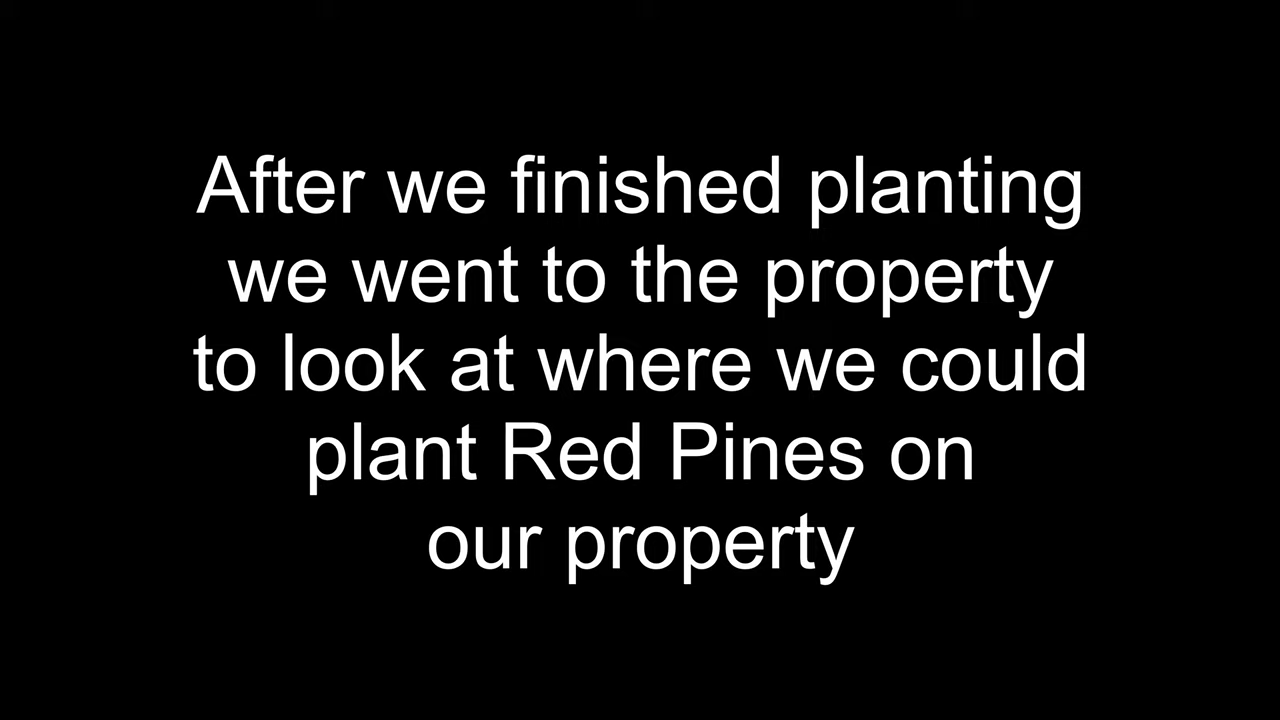 After we finished planting
we went to the property
to look at where we could
plant Red Pines on
our property